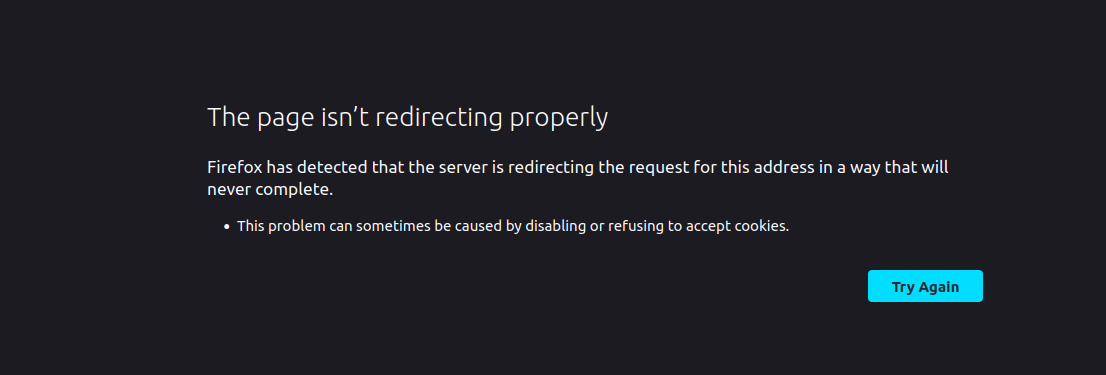 The page isn’t redirecting properly
Firefox has detected that the server is redirecting the request for this address in a way that will
never complete.
• This problem can sometimes be caused by disabling or refusing to accept cookies.
Try Again